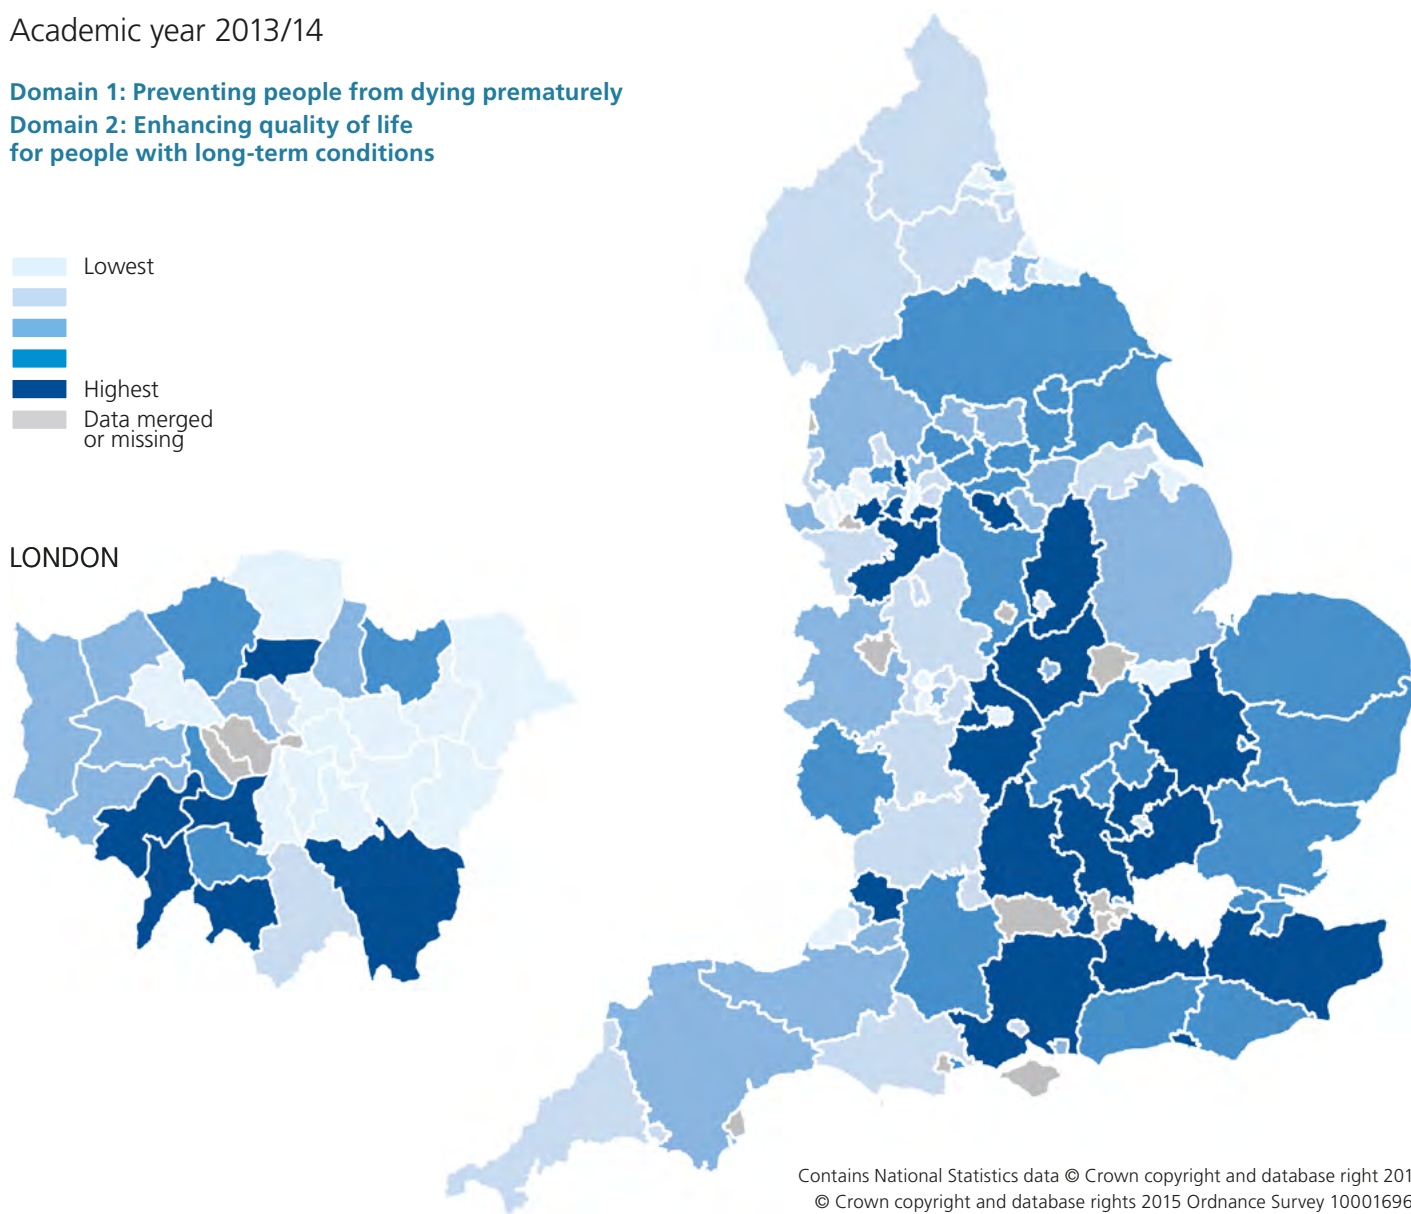 Academic year 2013/14
Domain 1: Preventing people from dying prematurely
Domain 2: Enhancing quality of life
for people with long-term conditions
Lowest
Highest
Data merged
or missing
LONDON
Contains National Statistics data © Crown copyright and database right 201
© Crown copyright and database rights 2015 Ordnance Survey 10001696